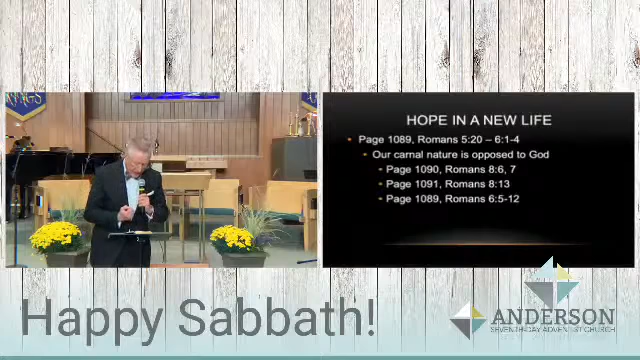 NGS
HOPE IN A NEW LIFE
Page 1089, Romans 5:20 – 6:1-4
Our carnal nature is opposed to God
Page 1090, Romans 8:6, 7
Page 1091, Romans 8:13
Page 1089, Romans 6:5-12
Happy Sabbath!
ANDERSON
SEVENTH-DAY ADVENTIST CHURCH